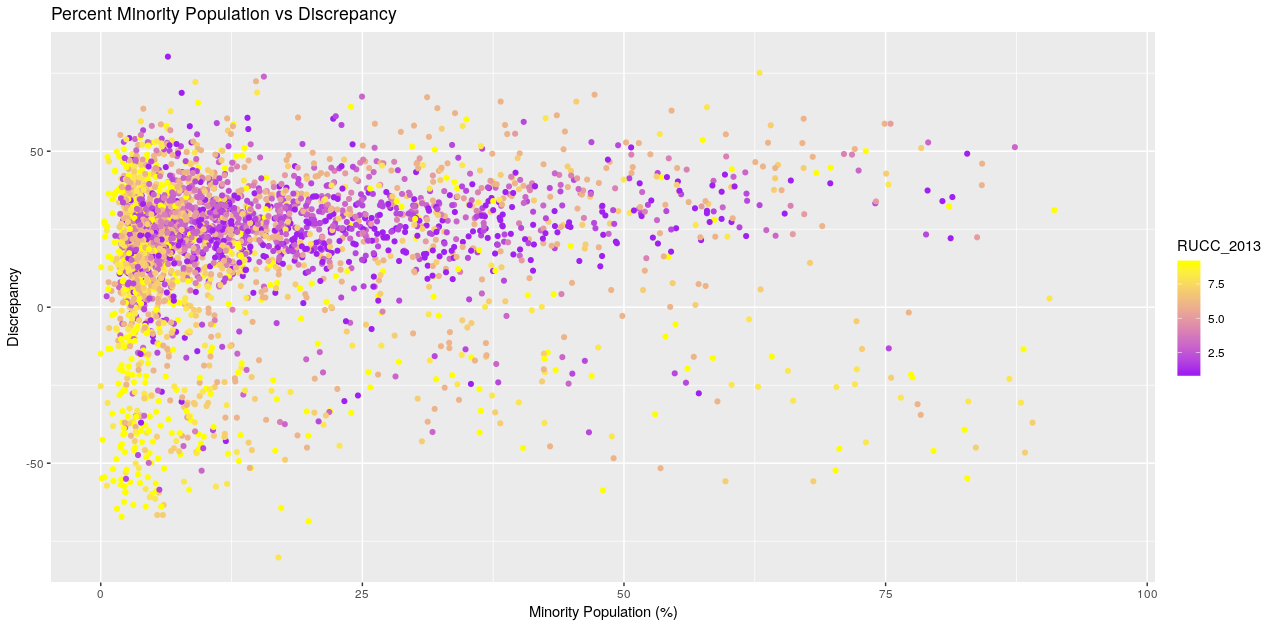 Percent Minority Population vs Discrepancy
Discrepancy
50
0
-50
0
25
50
75
100
Minority Population (%)
RUCC_2013
7.5
5.0
2.5